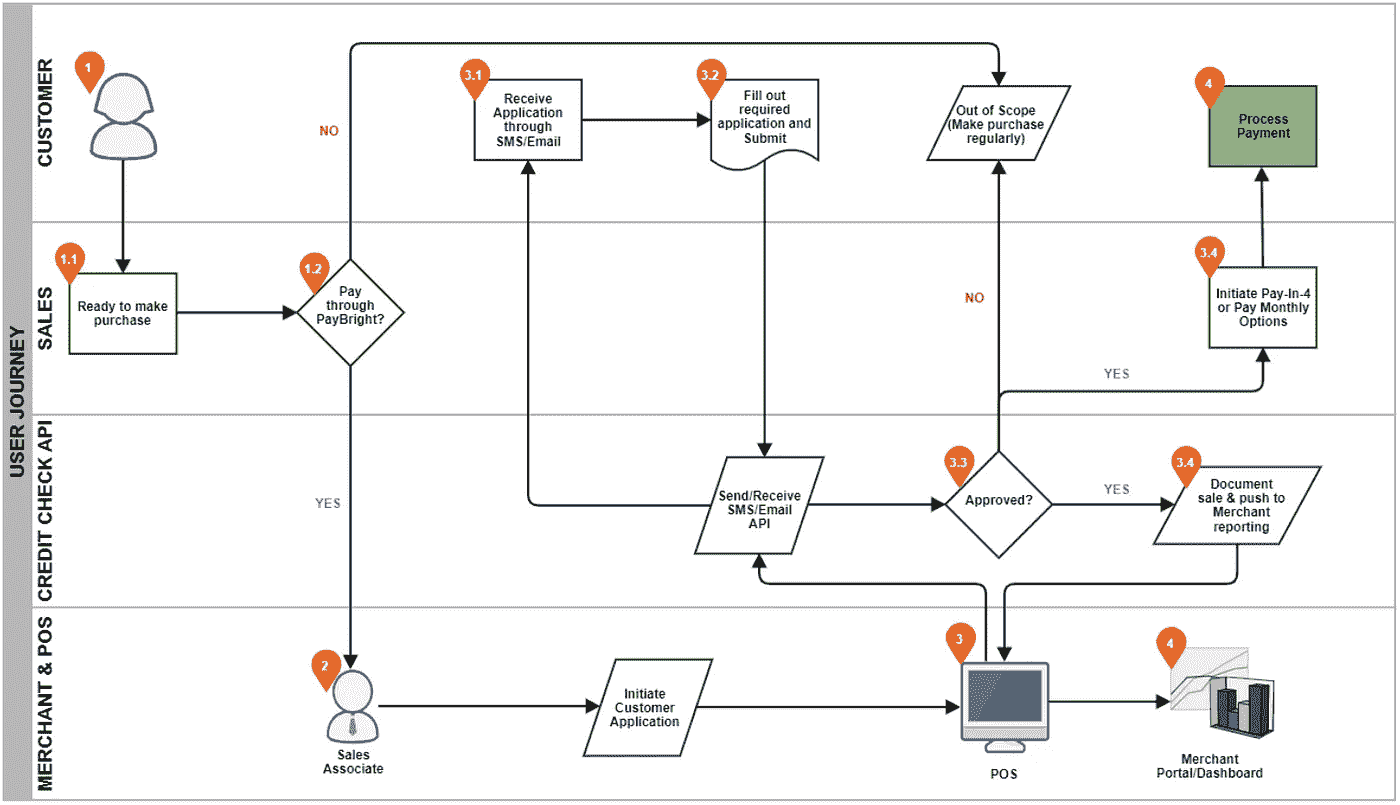 USER JOURNEY
CUSTOMER
1
NO
3.1
Receive
Application
through
SMS/Email
3.2
Fill out
required
application and
Submit
Out of Scope
(Make purchase
regularly)
4
Process
Payment
SALES
1.1
Ready to make
purchase
1.2
Pay
through
PayBright?
NO
3.4
Initiate Pay-In-4
or Pay Monthly
Options
YES
CREDIT CHECK API
YES
Send/Receive
SMS/Email
API
3.3
Approved?
YES
3.4
Document
sale & push to
Merchant
reporting
MERCHANT & POS
2
Sales
Associate
Initiate
Customer
Application
3
POS
4
Merchant
Portal/Dashboard